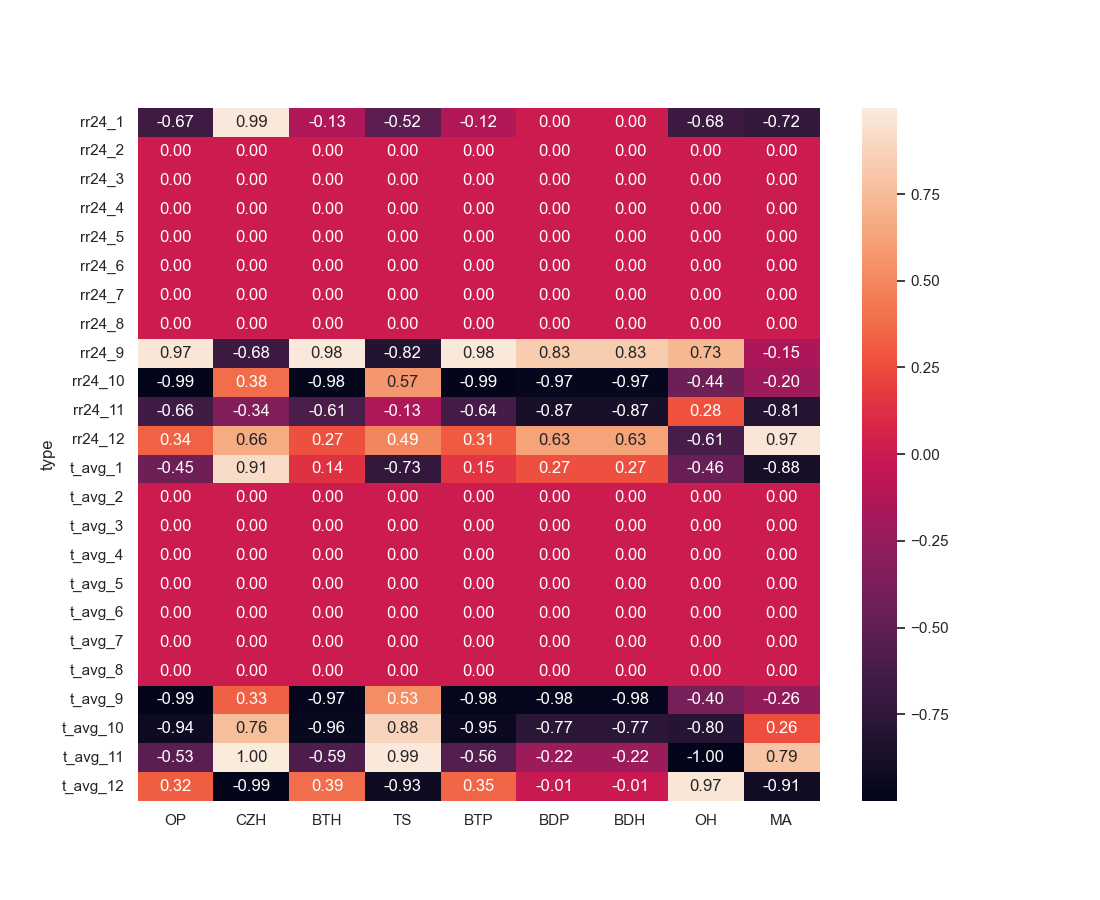 rr24_1 -0.67 0.99 -0.13 -0.52 -0.12 0.00 0.00 -0.68 -0.72
rr24_2 0.00 0.00 0.00 0.00 0.00 0.00 0.00 0.00 0.00
rr24_3 0.00 0.00 0.00 0.00 0.00 0.00 0.00 0.00 0.00
0.75
rr24_4 0.00 0.00 0.00 0.00 0.00 0.00 0.00 0.00 0.00
rr24_5 0.00 0.00 0.00 0.00 0.00 0.00 0.00 0.00 0.00
rr24_6 0.00 0.00 0.00 0.00 0.00 0.00 0.00 0.00 0.00
0.50
rr24_7 0.00 0.00 0.00 0.00 0.00 0.00 0.00 0.00 0.00
rr24_8 0.00 0.00 0.00 0.00 0.00 0.00 0.00 0.00 0.00
rr24_9 0.97 -0.68 0.98 -0.82 0.98 0.83 0.83 0.73 -0.15
0.25
rr24_10 -0.99 0.38 -0.98 0.57 -0.99 -0.97 -0.97 -0.44 -0.20
rr24_11 -0.66 -0.34 -0.61 -0.13 -0.64 -0.87 -0.87 0.28 -0.81
rr24_12 0.34 0.66 0.27 0.49 0.31 0.63 0.63 -0.61 0.97
type
0.00
t_avg_1 -0.45 0.91 0.14 -0.73 0.15 0.27 0.27 -0.46 -0.88
t_avg_2 0.00 0.00 0.00 0.00 0.00 0.00 0.00 0.00 0.00
t_avg_3 0.00 0.00 0.00 0.00 0.00 0.00 0.00 0.00 0.00
−0.25
t_avg_4 0.00 0.00 0.00 0.00 0.00 0.00 0.00 0.00 0.00
t_avg_5 0.00 0.00 0.00 0.00 0.00 0.00 0.00 0.00 0.00
t_avg_6 0.00 0.00 0.00 0.00 0.00 0.00 0.00 0.00 0.00
−0.50
t_avg_7 0.00 0.00 0.00 0.00 0.00 0.00 0.00 0.00 0.00
t_avg_8 0.00 0.00 0.00 0.00 0.00 0.00 0.00 0.00 0.00
t_avg_9 -0.99 0.33 -0.97 0.53 -0.98 -0.98 -0.98 -0.40 -0.26
−0.75
t_avg_10 -0.94 0.76 -0.96 0.88 -0.95 -0.77 -0.77 -0.80 0.26
t_avg_11 -0.53 1.00 -0.59 0.99 -0.56 -0.22 -0.22 -1.00 0.79
t_avg_12 0.32 -0.99 0.39 -0.93 0.35 -0.01 -0.01 0.97 -0.91
OP CZH BTH TS BTP BDP BDH OH MA